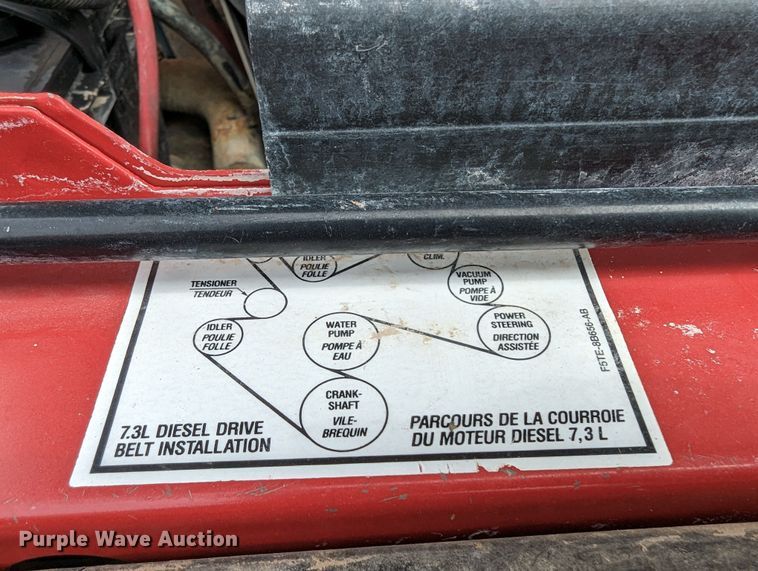 IDLER
POULIE
FOLLE
CLIM.
TENSIONER
TENDEUR
VACUUM
PUMP
POMPE À
VIDE
IDLER
POULIE
FOLLE
WATER
PUMP
POMPE À
EAU
POWER
STEERING
DIRECTION
ASSISTÉE
F5TE-8B656-AB
CRANK-
SHAFT
VILE-
BREQUIN
7.3L DIESEL DRIVE
BELT INSTALLATION
PARCOURS DE LA COURROIE
DU MOTEUR DIESEL 7,3 L
Purple Wave Auction